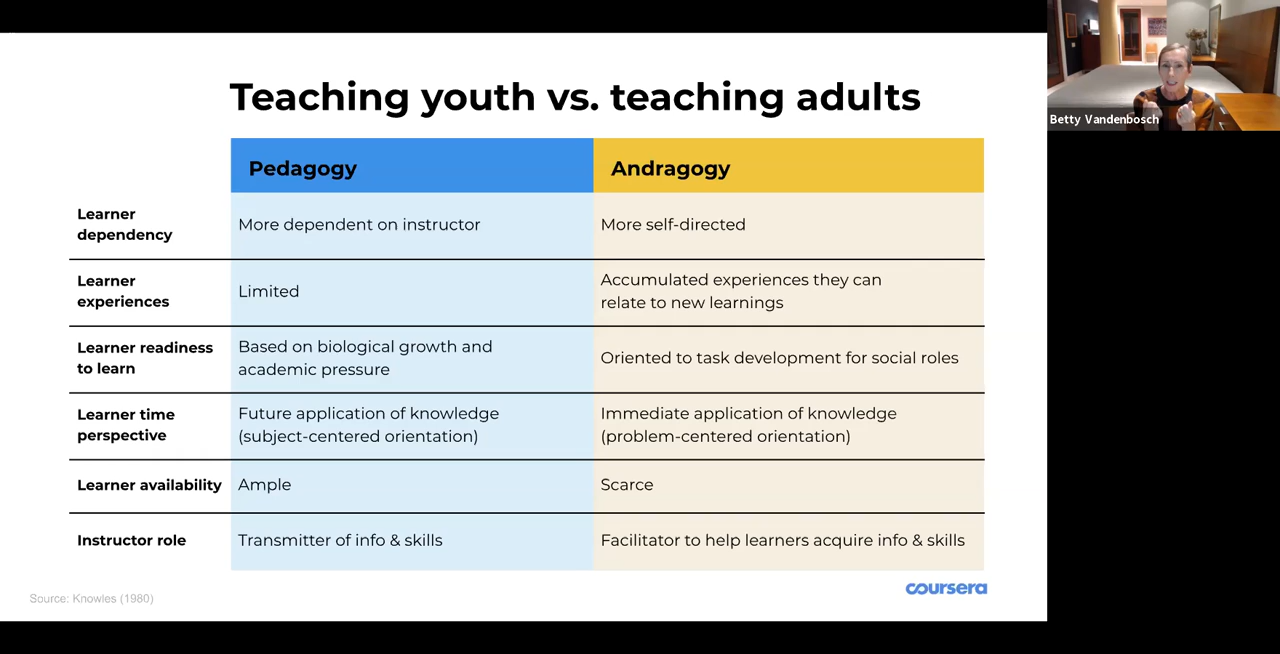 Teaching youth vs. teaching adults
Pedagogy
Andragogy
Learner
dependency
More dependent on instructor
More self-directed
Learner
experiences
Limited
Accumulated experiences they can
relate to new learnings
Learner readiness
to learn
Based on biological growth and
academic pressure
Oriented to task development for social roles
Learner time
perspective
Future application of knowledge
(subject-centered orientation)
Immediate application of knowledge
(problem-centered orientation)
Learner availability
Ample
Scarce
Instructor role
Transmitter of info & skills
Facilitator to help learners acquire info & skills
Source: Knowles (1980)
coursera
Betty Vandenbosch